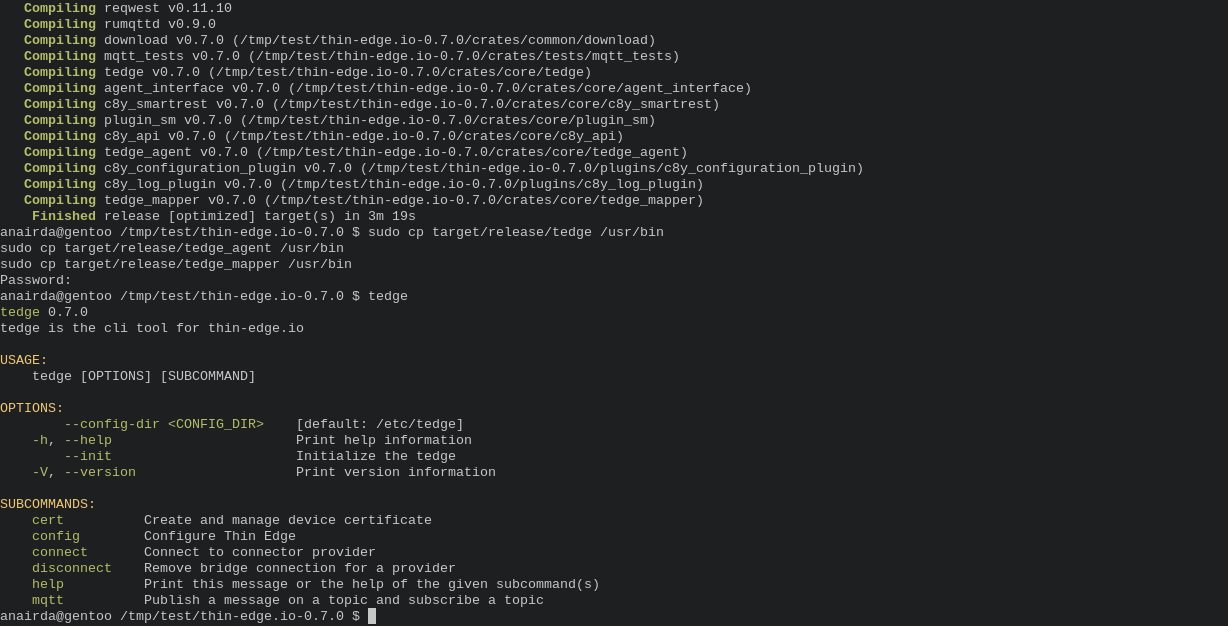 Compiling reqwest v0.11.10
   Compiling rumqttd v0.9.0
   Compiling download v0.7.0 (/tmp/test/thin-edge.io-0.7.0/crates/common/download)
   Compiling mqtt_tests v0.7.0 (/tmp/test/thin-edge.io-0.7.0/crates/tests/mqtt_tests)
   Compiling tedge v0.7.0 (/tmp/test/thin-edge.io-0.7.0/crates/core/tedge)
   Compiling agent_interface v0.7.0 (/tmp/test/thin-edge.io-0.7.0/crates/core/agent_interface)
   Compiling c8y_smartrest v0.7.0 (/tmp/test/thin-edge.io-0.7.0/crates/core/c8y_smartrest)
   Compiling plugin_sm v0.7.0 (/tmp/test/thin-edge.io-0.7.0/crates/core/plugin_sm)
   Compiling c8y_api v0.7.0 (/tmp/test/thin-edge.io-0.7.0/crates/core/c8y_api)
   Compiling tedge_agent v0.7.0 (/tmp/test/thin-edge.io-0.7.0/crates/core/tedge_agent)
   Compiling c8y_configuration_plugin v0.7.0 (/tmp/test/thin-edge.io-0.7.0/plugins/c8y_configuration_plugin)
   Compiling c8y_log_plugin v0.7.0 (/tmp/test/thin-edge.io-0.7.0/plugins/c8y_log_plugin)
   Compiling tedge_mapper v0.7.0 (/tmp/test/thin-edge.io-0.7.0/crates/core/tedge_mapper)
    Finished release [optimized] target(s) in 3m 19s
anairda@gentoo /tmp/test/thin-edge.io-0.7.0 $ sudo cp target/release/tedge /usr/bin
sudo cp target/release/tedge_agent /usr/bin
sudo cp target/release/tedge_mapper /usr/bin
Password:
anairda@gentoo /tmp/test/thin-edge.io-0.7.0 $ tedge
tedge 0.7.0
tedge is the cli tool for thin-edge.io

USAGE:
    tedge [OPTIONS] [SUBCOMMAND]

OPTIONS:
        --config-dir <CONFIG_DIR>    [default: /etc/tedge]
    -h, --help                       Print help information
        --init                       Initialize the tedge
    -V, --version                    Print version information

SUBCOMMANDS:
    cert          Create and manage device certificate
    config        Configure Thin Edge
    connect       Connect to connector provider
    disconnect    Remove bridge connection for a provider
    help          Print this message or the help of the given subcommand(s)
    mqtt          Publish a message on a topic and subscribe a topic
anairda@gentoo /tmp/test/thin-edge.io-0.7.0 $